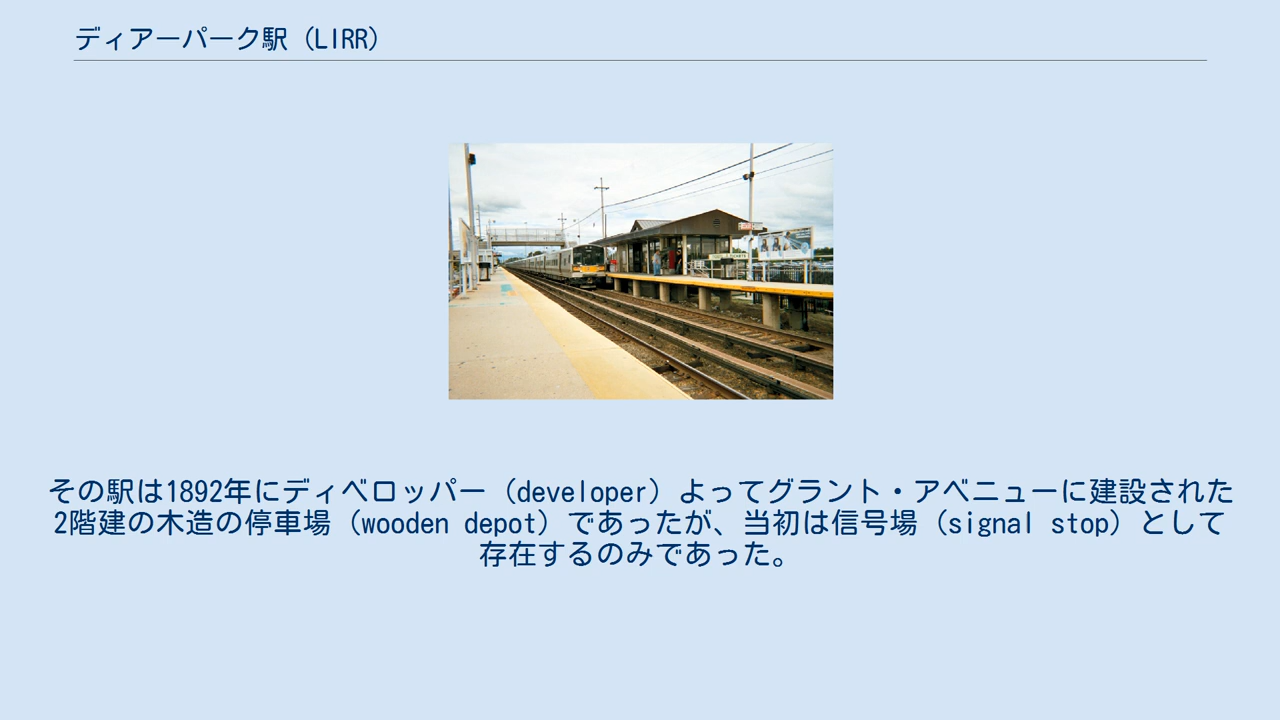 ディアーパーク駅（LIRR）
その駅は1892年にディベロッパー（developer）よってグラント・アベニューに建設された
2階建の木造の停車場（wooden depot）であったが、当初は信号場（signal stop）として
存在するのみであった。